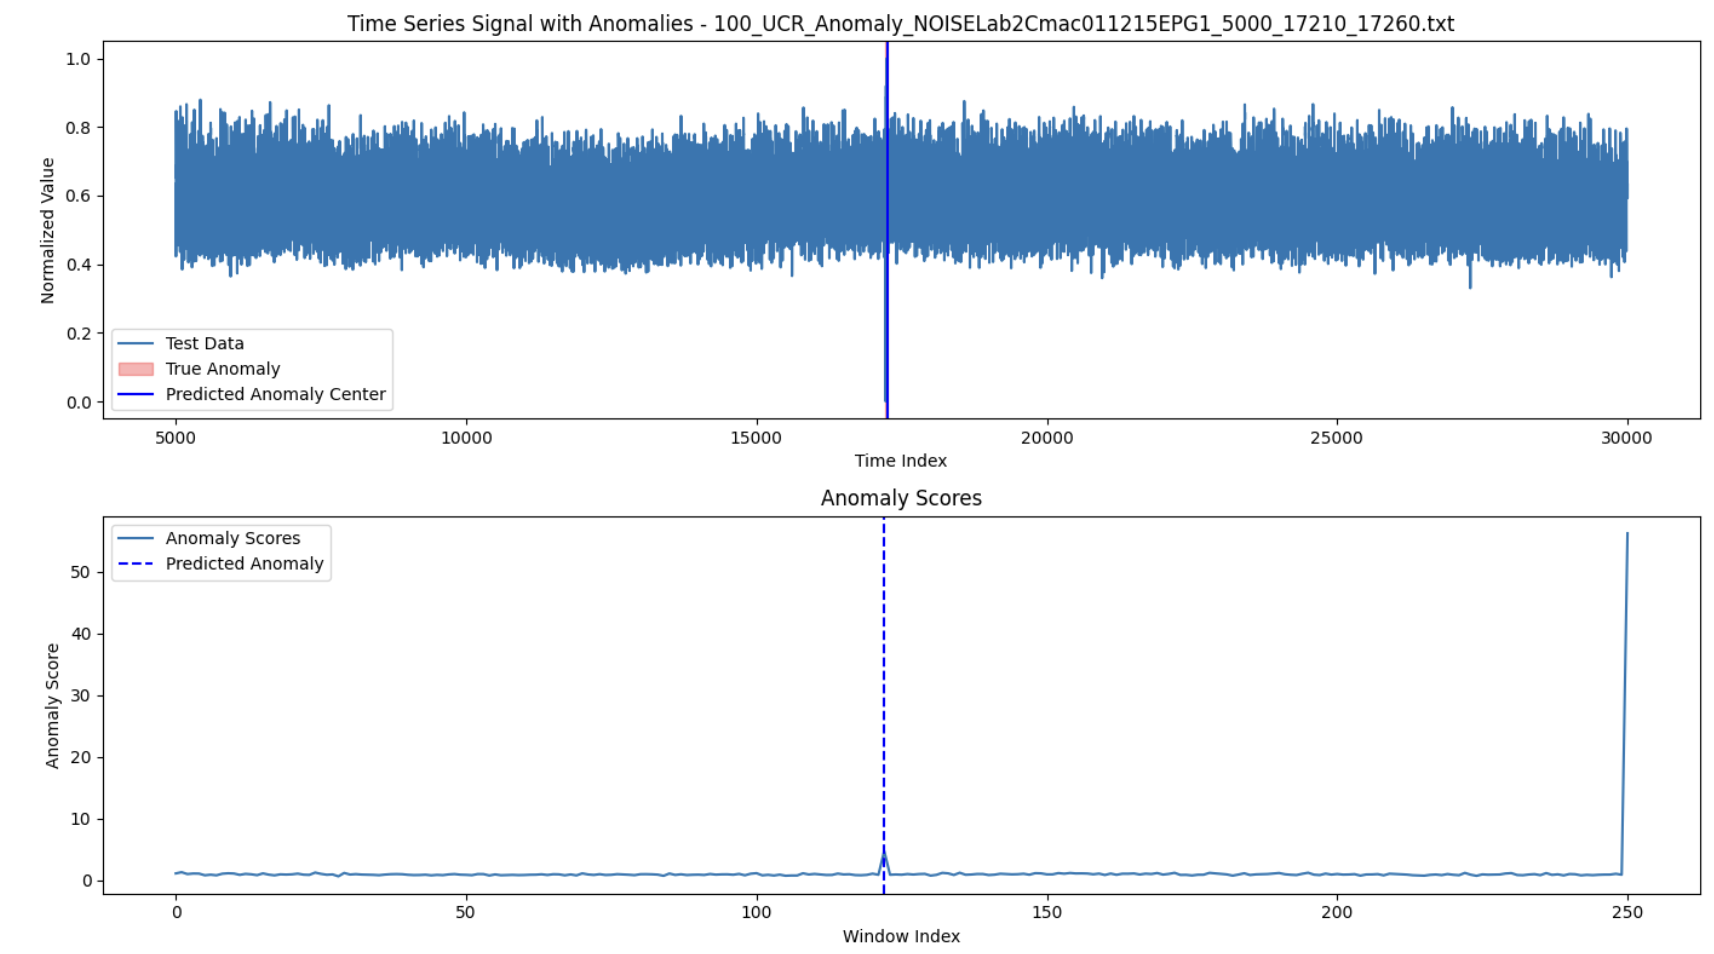 Time Series Signal with Anomalies - 100_UCR_Anomaly_NOISELab2Cmac011215EPG1_5000_17210_17260.txt
Normalized Value
1.0
0.8
0.6
0.4
0.2
0.0
Test Data
True Anomaly
Predicted Anomaly Center
5000 10000 15000 20000 25000 30000
Time Index
Anomaly Scores
Anomaly Score
50
40
30
20
10
0
Anomaly Scores
Predicted Anomaly
0 50 100 150 200 250
Window Index